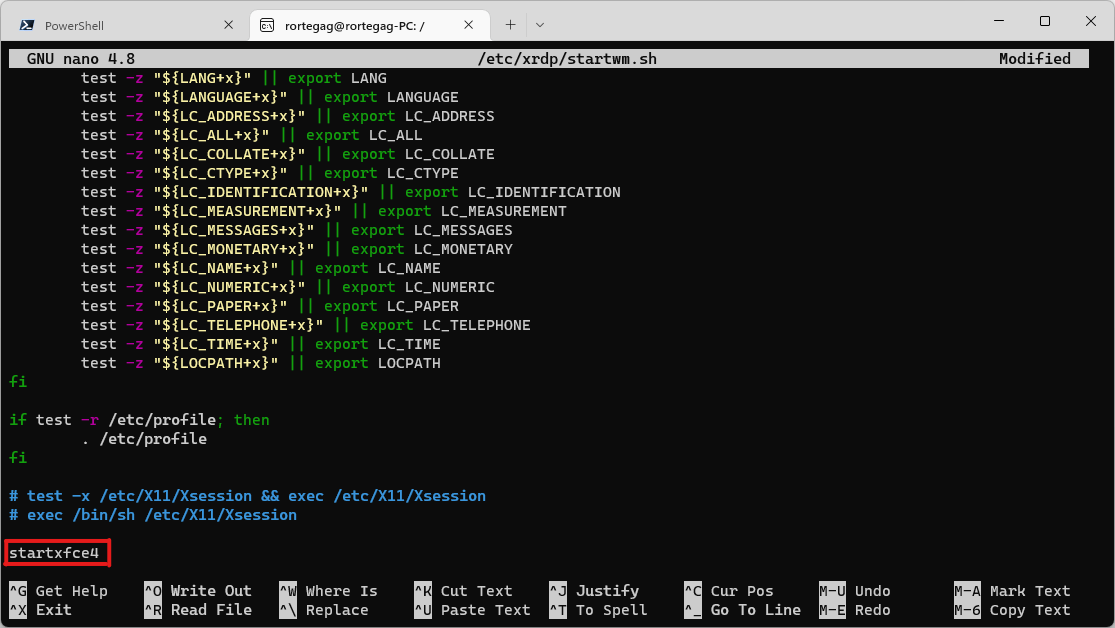 PowerShell
rortegag@rortegag-PC: /
GNU nano 4.8 /etc/xrdp/startwm.sh Modified
test -z "${LANG+x}" || export LANG
test -z "${LANGUAGE+x}" || export LANGUAGE
test -z "${LC_ADDRESS+x}" || export LC_ADDRESS
test -z "${LC_ALL+x}" || export LC_ALL
test -z "${LC_COLLATE+x}" || export LC_COLLATE
test -z "${LC_CTYPE+x}" || export LC_CTYPE
test -z "${LC_IDENTIFICATION+x}" || export LC_IDENTIFICATION
test -z "${LC_MEASUREMENT+x}" || export LC_MEASUREMENT
test -z "${LC_MESSAGES+x}" || export LC_MESSAGES
test -z "${LC_MONETARY+x}" || export LC_MONETARY
test -z "${LC_NAME+x}" || export LC_NAME
test -z "${LC_NUMERIC+x}" || export LC_NUMERIC
test -z "${LC_PAPER+x}" || export LC_PAPER
test -z "${LC_TELEPHONE+x}" || export LC_TELEPHONE
test -z "${LC_TIME+x}" || export LC_TIME
test -z "${LOCPATH+x}" || export LOCPATH
fi
if test -r /etc/profile; then
. /etc/profile
fi
# test -x /etc/X11/Xsession && exec /etc/X11/Xsession
# exec /bin/sh /etc/X11/Xsession
startxfce4
^G Get Help ^O Write Out ^W Where Is ^K Cut Text ^J Justify ^C Cur Pos M-U Undo M-A Mark Text
^X Exit ^R Read File ^\ Replace ^U Paste Text ^T To Spell ^_ Go To Line M-E Redo M-6 Copy Text